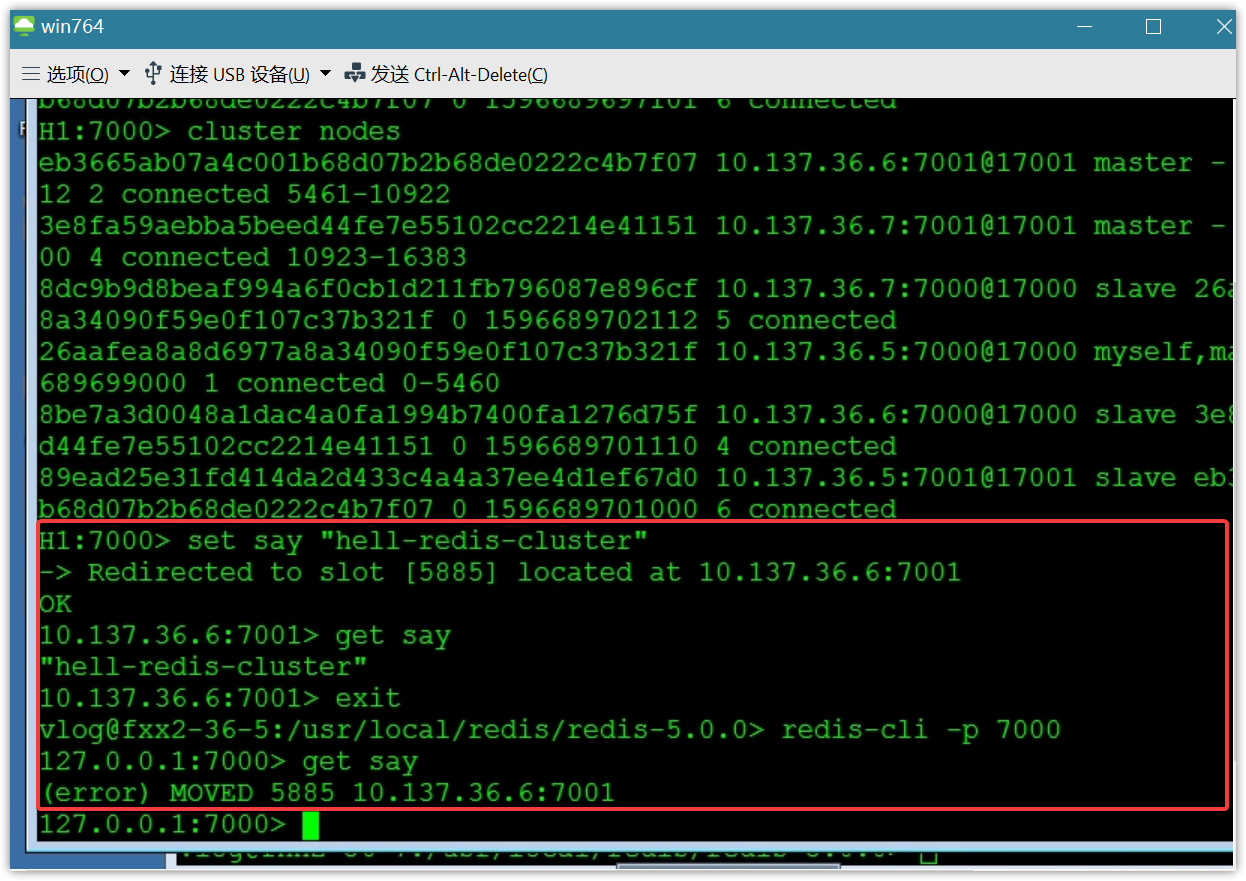 win764
选项(O) 连接 USB 设备(U) 发送 Ctrl-Alt-Delete(C)
b68d07b2b68de0222c4b7f07 0 1596689697101 6 connected
H1:7000> cluster nodes
eb3665ab07a4c001b68d07b2b68de0222c4b7f07 10.137.36.6:7001@17001 master -
12 2 connected 5461-10922
3e8fa59aebba5beed44fe7e55102cc2214e41151 10.137.36.7:7001@17001 master -
00 4 connected 10923-16383
8dc9b9d8beaf994a6f0cb1d211fb796087e896cf 10.137.36.7:7000@17000 slave 26a
8a34090f59e0f107c37b321f 0 1596689702112 5 connected
26aafea8a8d6977a8a34090f59e0f107c37b321f 10.137.36.5:7000@17000 myself,ma
689699000 1 connected 0-5460
8be7a3d0048a1dac4a0fa1994b7400fa1276d75f 10.137.36.6:7000@17000 slave 3e8
d44fe7e55102cc2214e41151 0 1596689701110 4 connected
89ead25e31fd414da2d433c4a4a37ee4d1ef67d0 10.137.36.5:7001@17001 slave eb3
b68d07b2b68de0222c4b7f07 0 1596689701000 6 connected
H1:7000> set say "hell-redis-cluster"
-> Redirected to slot [5885] located at 10.137.36.6:7001
OK
10.137.36.6:7001> get say
"hell-redis-cluster"
10.137.36.6:7001> exit
vlog@fxx2-36-5:/usr/local/redis/redis-5.0.0> redis-cli -p 7000
127.0.0.1:7000> get say
(error) MOVED 5885 10.137.36.6:7001
127.0.0.1:7000>